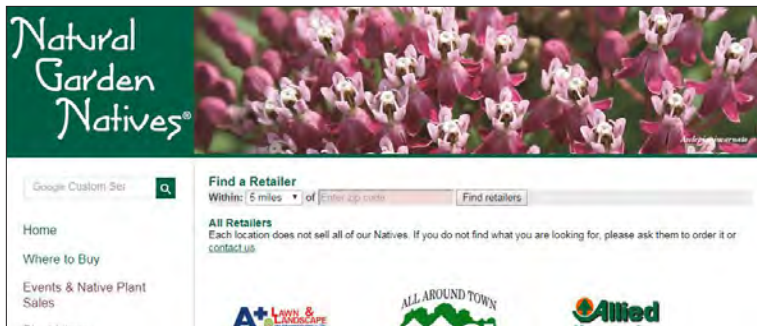 Natural
Garden
Natives®
Asclepias incarnata
Google Custom Sear
Find a Retailer
Within: 5 miles of Enter zip code Find retailers
All Retailers
Each location does not sell all of our Natives. If you do not find what you are looking for, please ask them to order it or
contact us
Home
Where to Buy
Events & Native Plant
Sales
A+ LAWN &
LANDSCAPE
ALL AROUND TOWN
Allied